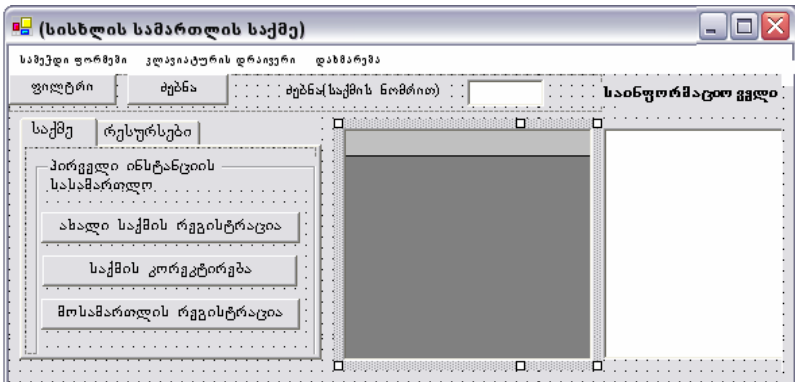 (სისხლის სამართლის საქმე)
საბეჭდი ფორმები კლავიატურის დრაივერი დახმარება
ფილტრი ძებნა ძებნა(საქმის ნომრით) საინფორმაციო ველი
საქმე რესურსები
პირველი ინსტანციის
სასამართლო
ახალი საქმის რეგისტრაცია
საქმის კორექტირება
მოსამართლის რეგისტრაცია